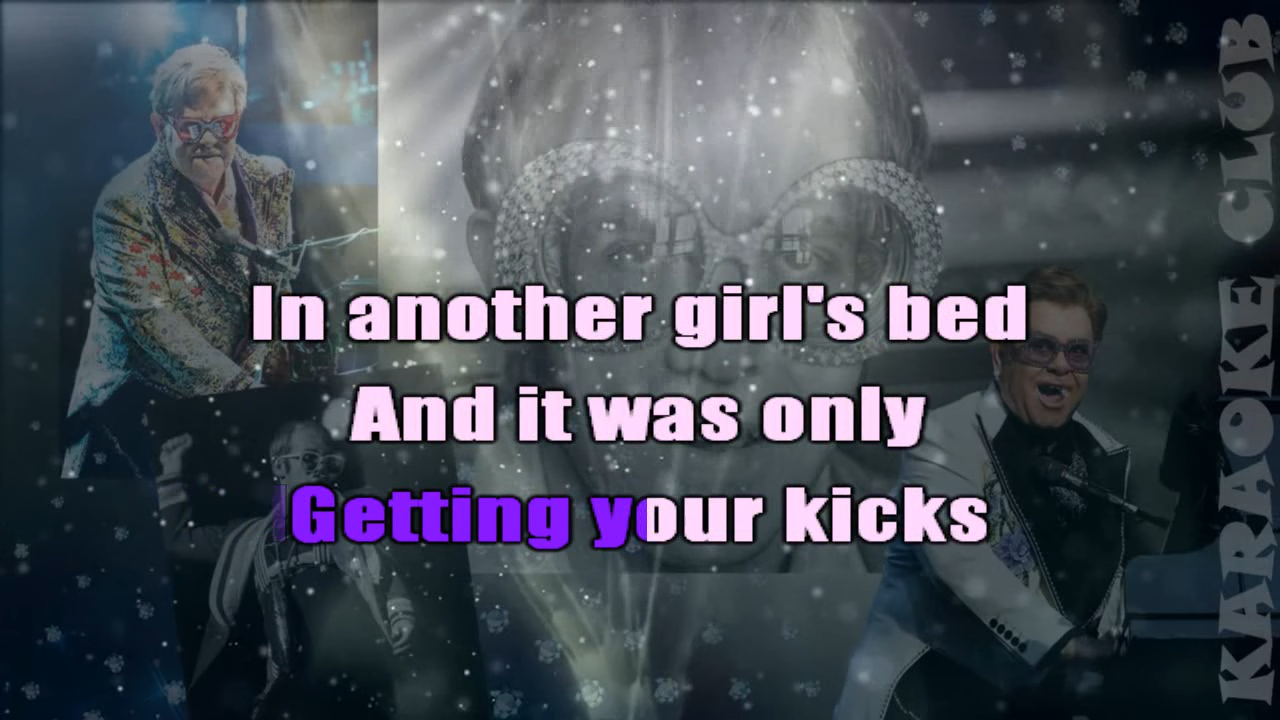 In another girl's bed
And it was only
Getting your kicks
KARAOKE CLUB